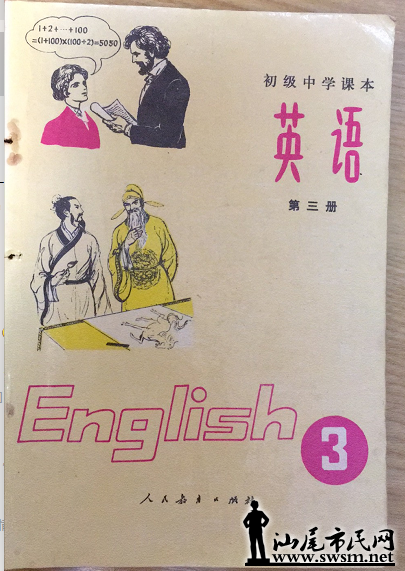 1+2+…+100
=(1+100)×(100÷2)=5050
初级中学课本
英语
第三册
English
3
人民教育出版社
汕尾市民网
www.swsm.net